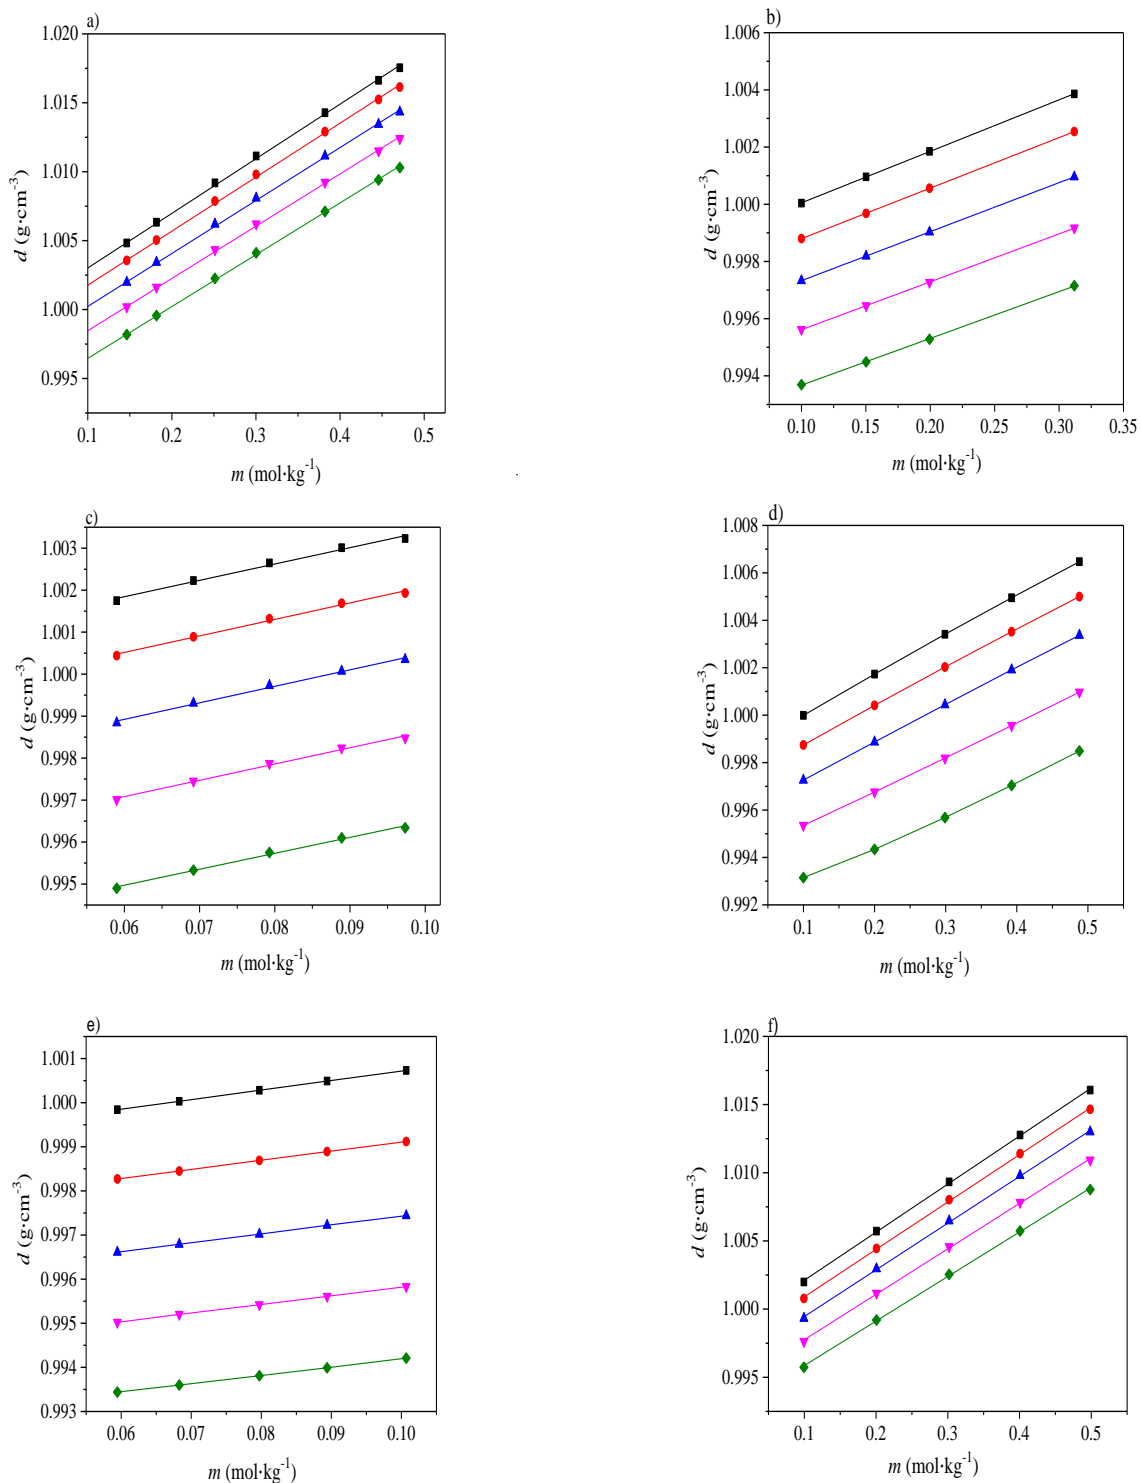 a)
1.020
1.015
1.010
1.005
1.000
0.995
d (g·cm⁻³)
0.1 0.2 0.3 0.4 0.5
m (mol·kg⁻¹)
b)
1.006
1.004
1.002
1.000
0.998
0.996
0.994
d (g·cm⁻³)
0.10 0.15 0.20 0.25 0.30 0.35
m (mol·kg⁻¹)
c)
1.003
1.002
1.001
1.000
0.999
0.998
0.997
0.996
0.995
d (g·cm⁻³)
0.06 0.07 0.08 0.09 0.10
m (mol·kg⁻¹)
d)
1.008
1.006
1.004
1.002
1.000
0.998
0.996
0.994
0.992
d (g·cm⁻³)
0.1 0.2 0.3 0.4 0.5
m (mol·kg⁻¹)
e)
1.001
1.000
0.999
0.998
0.997
0.996
0.995
0.994
0.993
d (g·cm⁻³)
0.06 0.07 0.08 0.09 0.10
m (mol·kg⁻¹)
f)
1.020
1.015
1.010
1.005
1.000
0.995
d (g·cm⁻³)
0.1 0.2 0.3 0.4 0.5
m (mol·kg⁻¹)